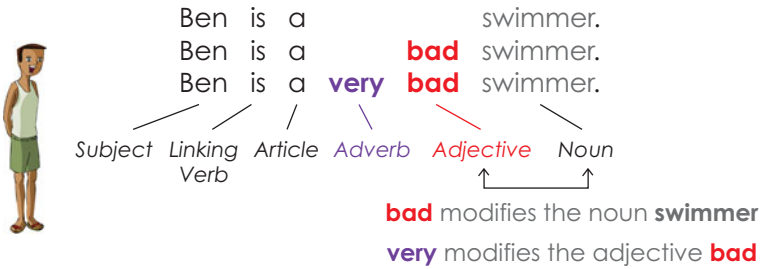 Ben is a swimmer.
Ben is a bad swimmer.
Ben is a very bad swimmer.
Subject Linking Verb Article Adverb Adjective Noun
bad modifies the noun swimmer
very modifies the adjective bad